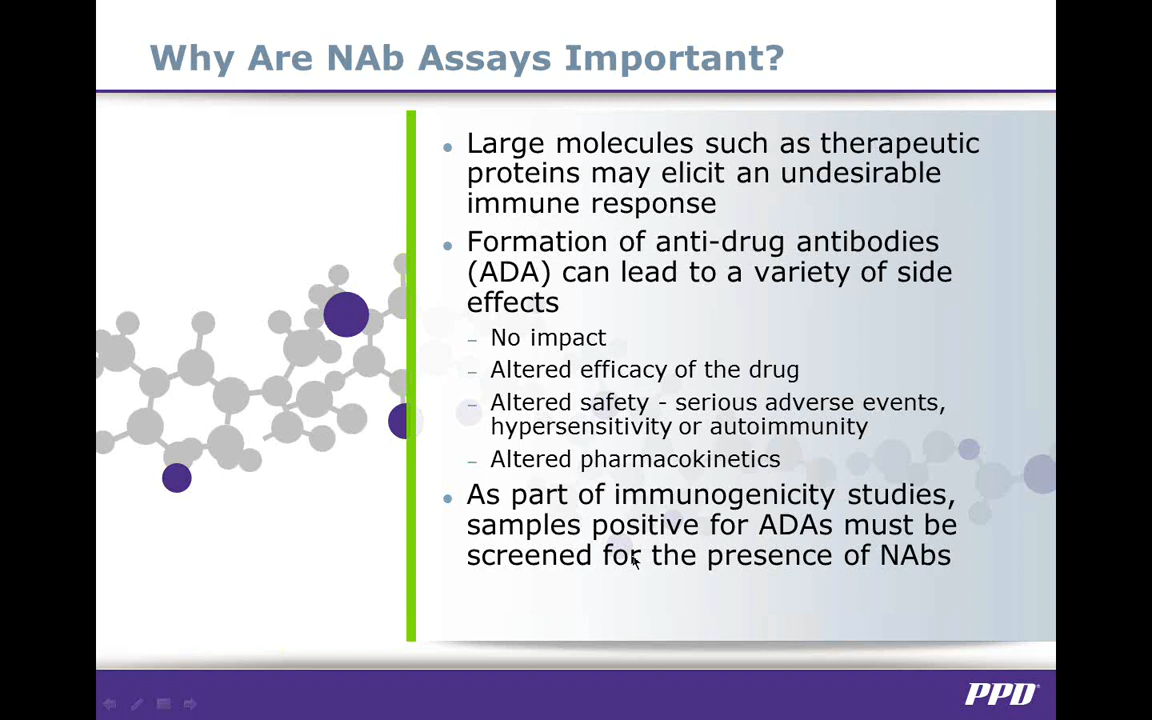 Why Are NAb Assays Important?
• Large molecules such as therapeutic
proteins may elicit an undesirable
immune response
• Formation of anti-drug antibodies
(ADA) can lead to a variety of side
effects
– No impact
– Altered efficacy of the drug
– Altered safety - serious adverse events,
hypersensitivity or autoimmunity
– Altered pharmacokinetics
• As part of immunogenicity studies,
samples positive for ADAs must be
screened for the presence of NAbs
PPD®